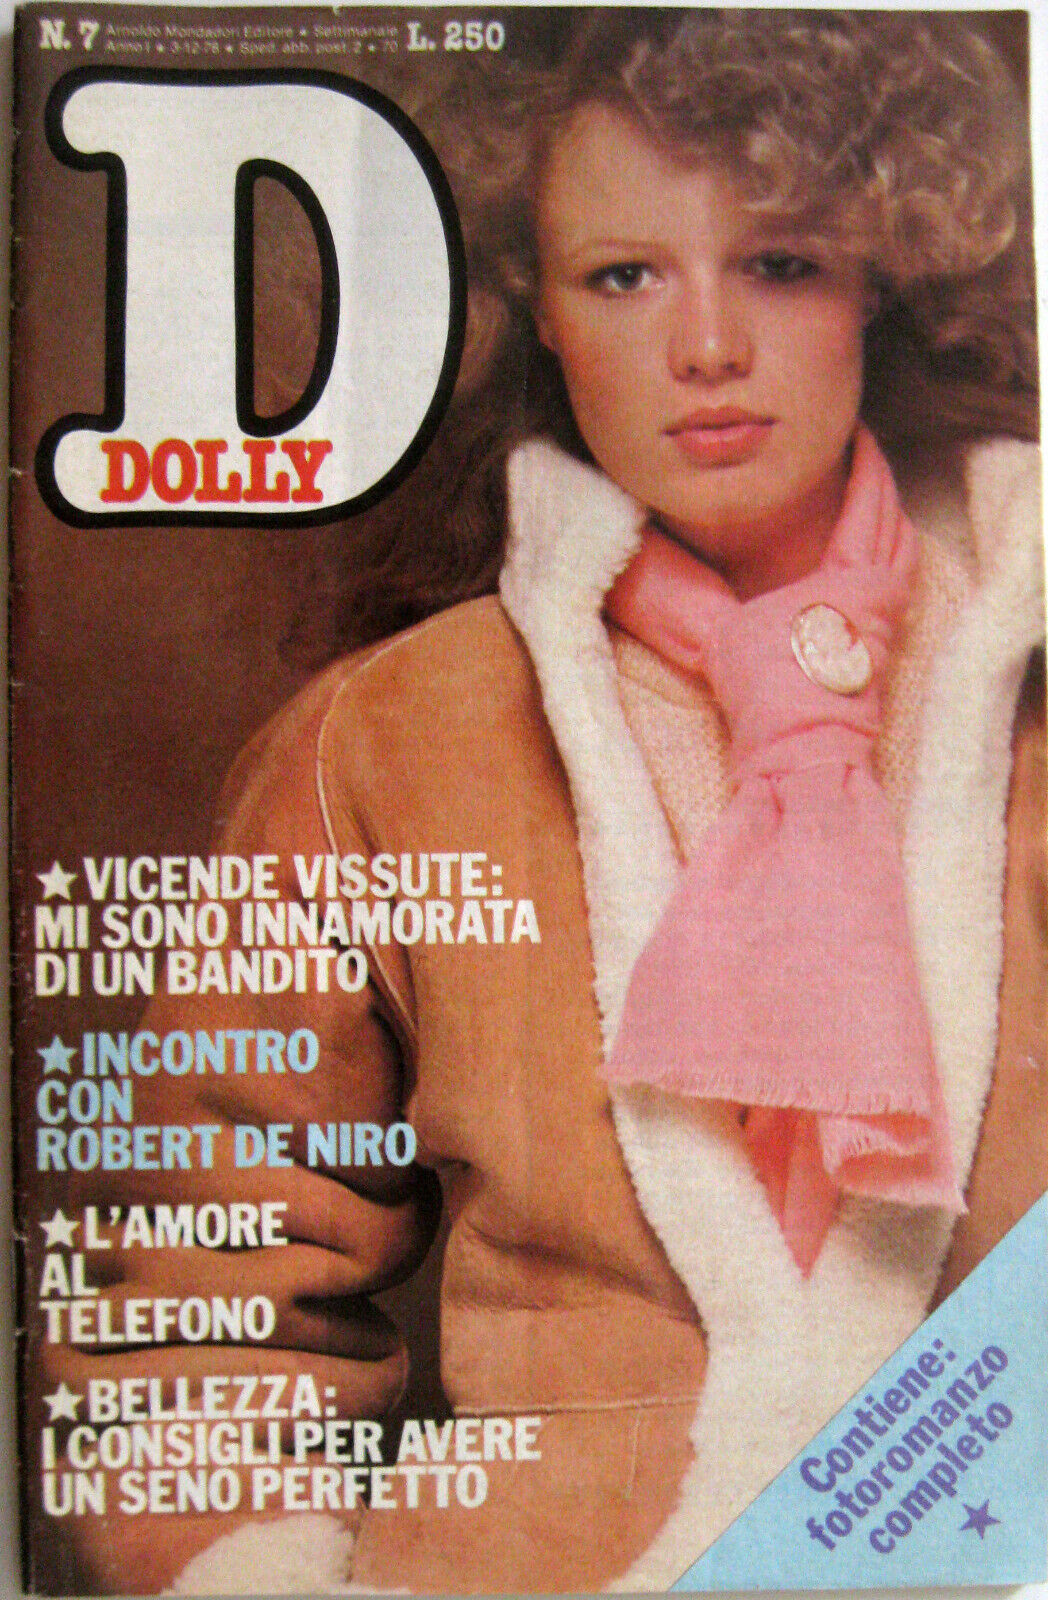 N. 7 Arnoldo Mondadori Editore ★ Settimanale L. 250
Anno I ★ 3-12-78 ★ Sped. abb. post. 2 ★ 70
D
DOLLY
★ VICENDE VISSUTE:
MI SONO INNAMORATA
DI UN BANDITO
★ INCONTRO
CON
ROBERT DE NIRO
★ L'AMORE
AL
TELEFONO
★ BELLEZZA:
I CONSIGLI PER AVERE
UN SENO PERFETTO
Contiene:
fotoromanzo
completo
★